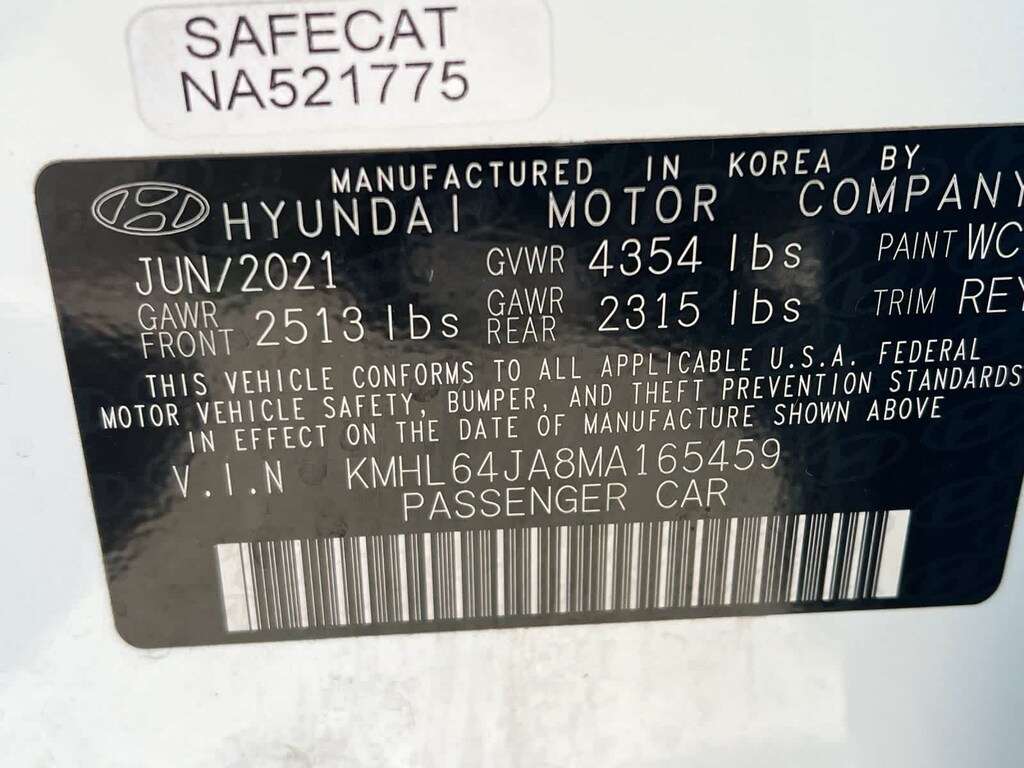 SAFECAT
NA521775
MANUFACTURED IN KOREA BY
HYUNDAI MOTOR COMPANY
JUN/2021 GVWR 4354 lbs PAINT WC
GAWR FRONT 2513 lbs GAWR REAR 2315 lbs TRIM REY
THIS VEHICLE CONFORMS TO ALL APPLICABLE U.S.A. FEDERAL
MOTOR VEHICLE SAFETY, BUMPER, AND THEFT PREVENTION STANDARDS
IN EFFECT ON THE DATE OF MANUFACTURE SHOWN ABOVE
V.I.N KMHL64JA8MA165459
PASSENGER CAR